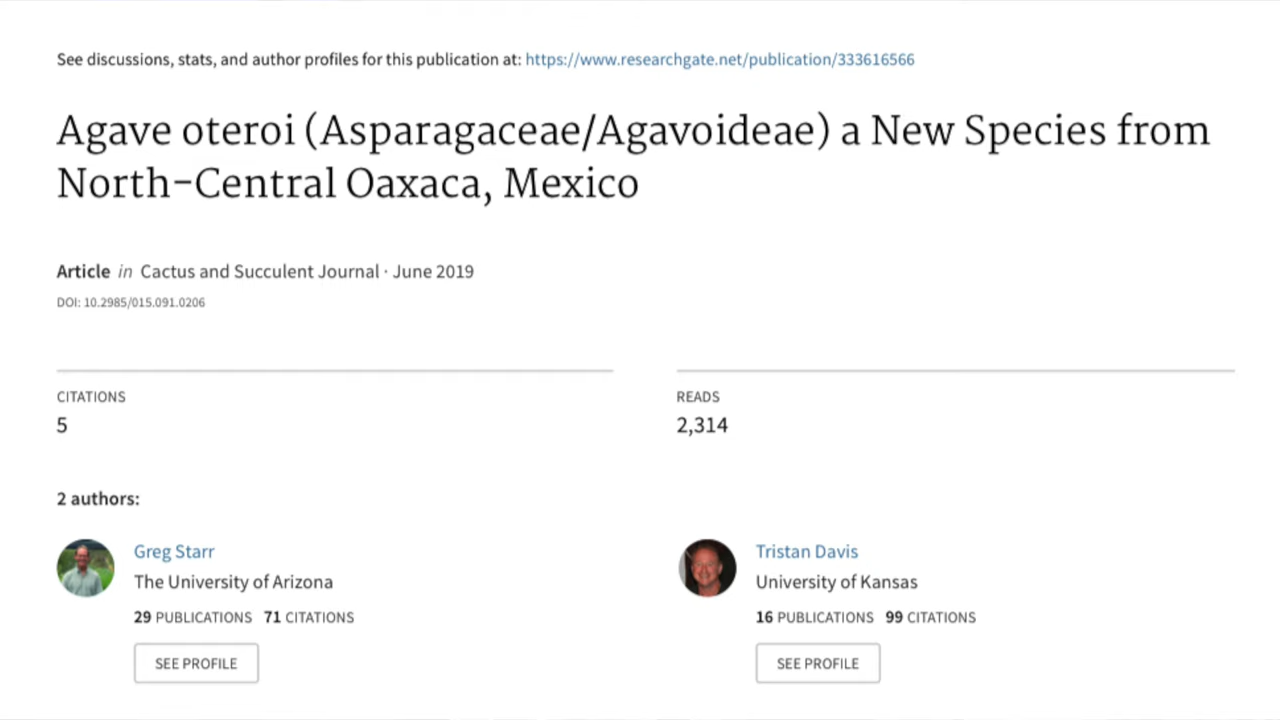 See discussions, stats, and author profiles for this publication at: https://www.researchgate.net/publication/333616566
Agave oteroi (Asparagaceae/Agavoideae) a New Species from
North-Central Oaxaca, Mexico
Article in Cactus and Succulent Journal · June 2019
DOI: 10.2985/015.091.0206
CITATIONS
5
READS
2,314
2 authors:
Greg Starr
The University of Arizona
29 PUBLICATIONS 71 CITATIONS
SEE PROFILE
Tristan Davis
University of Kansas
16 PUBLICATIONS 99 CITATIONS
SEE PROFILE